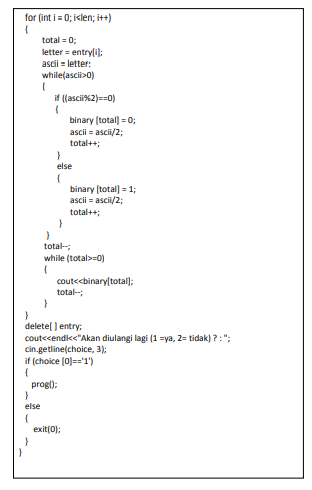 for (int i = 0; i<len; i++)
{
total = 0;
letter = entry[i];
ascii = letter:
while(ascii>0)
{
if ((ascii%2)==0)
{
binary [total] = 0;
ascii = ascii/2;
total++;
}
else
{
binary [total] = 1;
ascii = ascii/2;
total++;
}
}
total--;
while (total>=0)
{
cout<<binary[total];
total--;
}
}
delete[ ] entry;
cout<<endl<<"Akan diulangi lagi (1 =ya, 2= tidak) ? : ";
cin.getline(choice, 3);
if (choice [0]=='1')
{
prog();
}
else
{
exit(0);
}
}